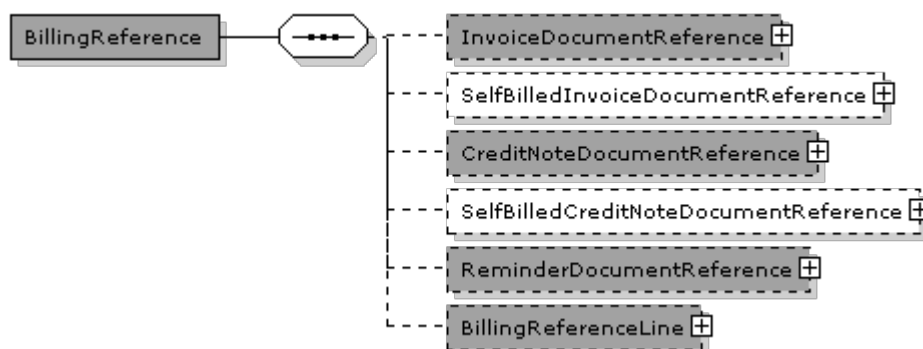 BillingReference
InvoiceDocumentReference
SelfBilledInvoiceDocumentReference
CreditNoteDocumentReference
SelfBilledCreditNoteDocumentReference
ReminderDocumentReference
BillingReferenceLine